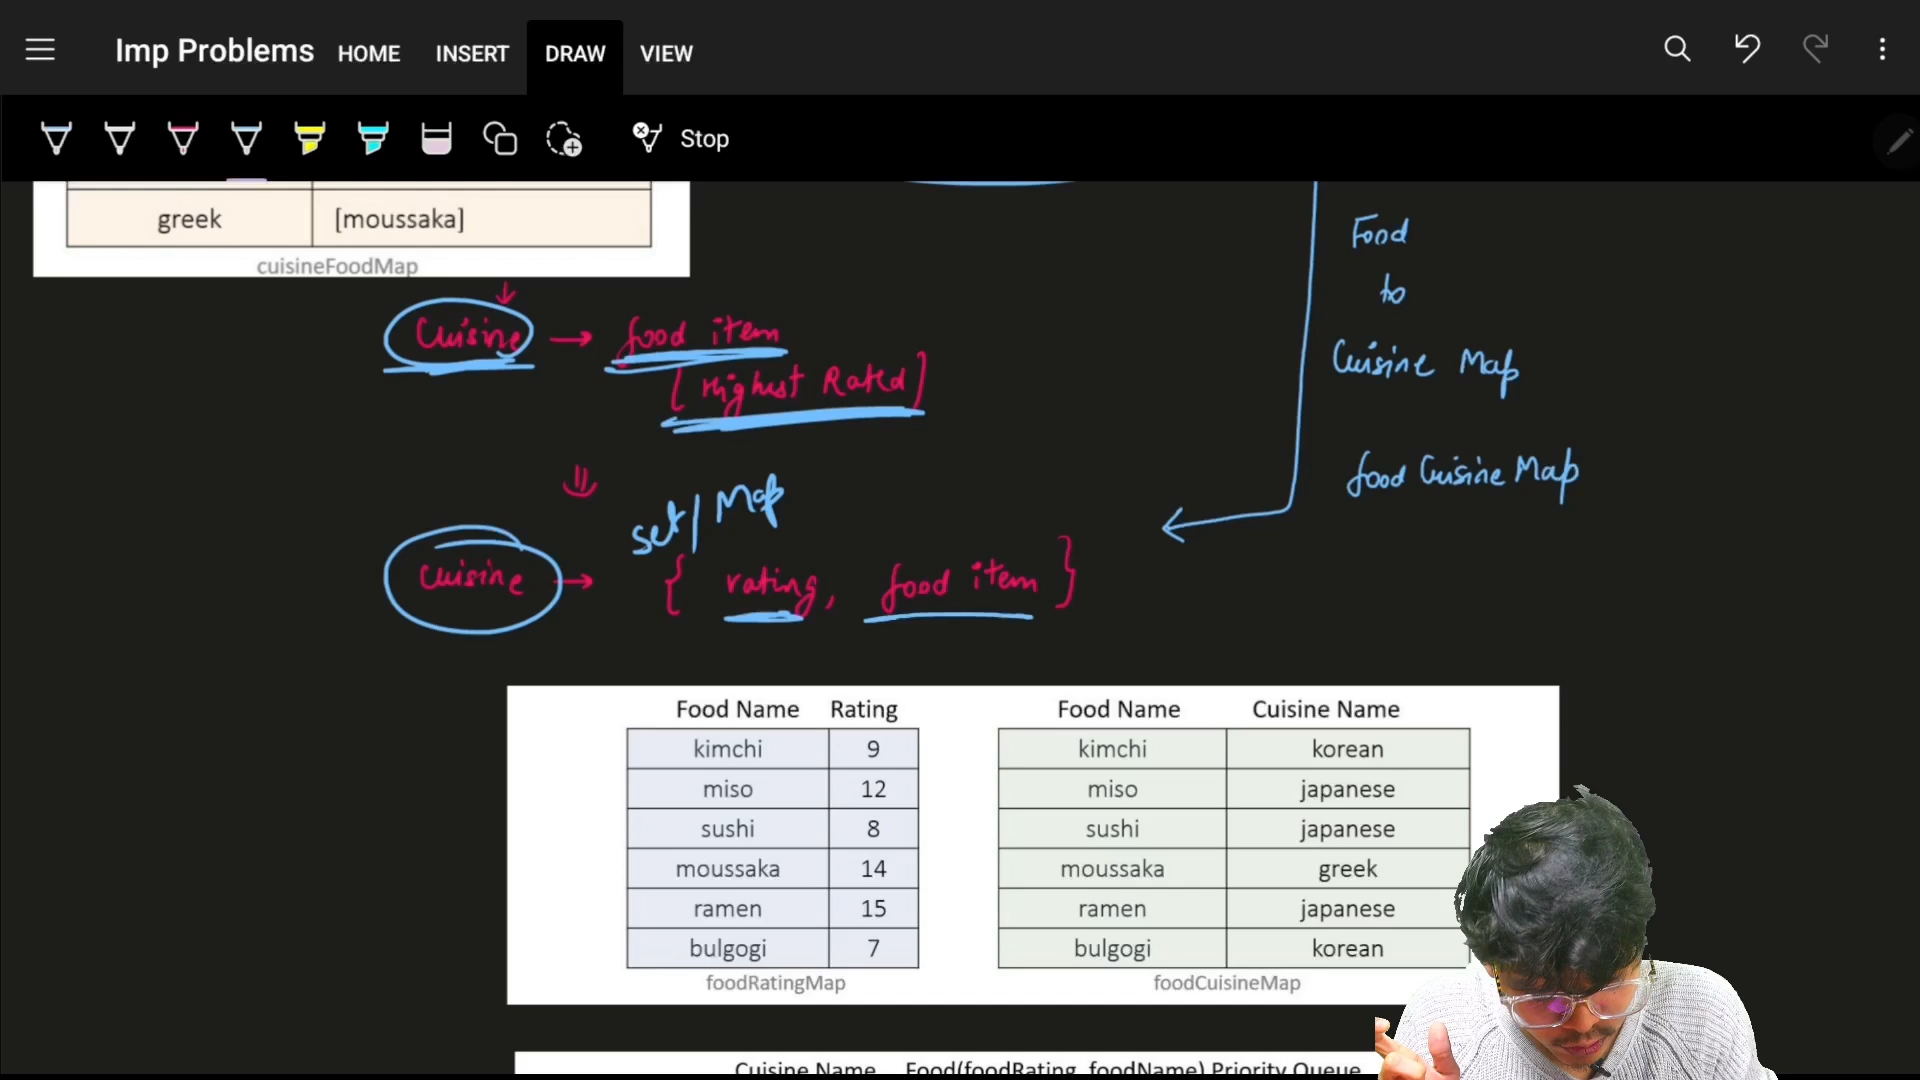 Imp Problems HOME INSERT DRAW VIEW
Stop
greek [moussaka]
cuisineFoodMap
Food
to
Cuisine Map
food Cuisine Map
Cuisine → food item
[Highest Rated]
set/Map
Cuisine → { rating, food item }
Food Name Rating
kimchi 9
miso 12
sushi 8
moussaka 14
ramen 15
bulgogi 7
foodRatingMap
Food Name Cuisine Name
kimchi korean
miso japanese
sushi japanese
moussaka greek
ramen japanese
bulgogi korean
foodCuisineMap
Cuisine Name Food(foodRating, foodName) Priority Queue